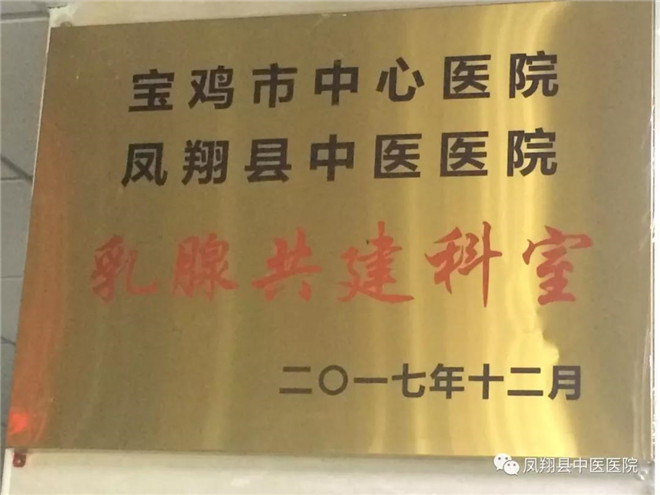 宝鸡市中心医院
凤翔县中医医院
乳腺共建科室
二〇一七年十二月
凤翔县中医医院